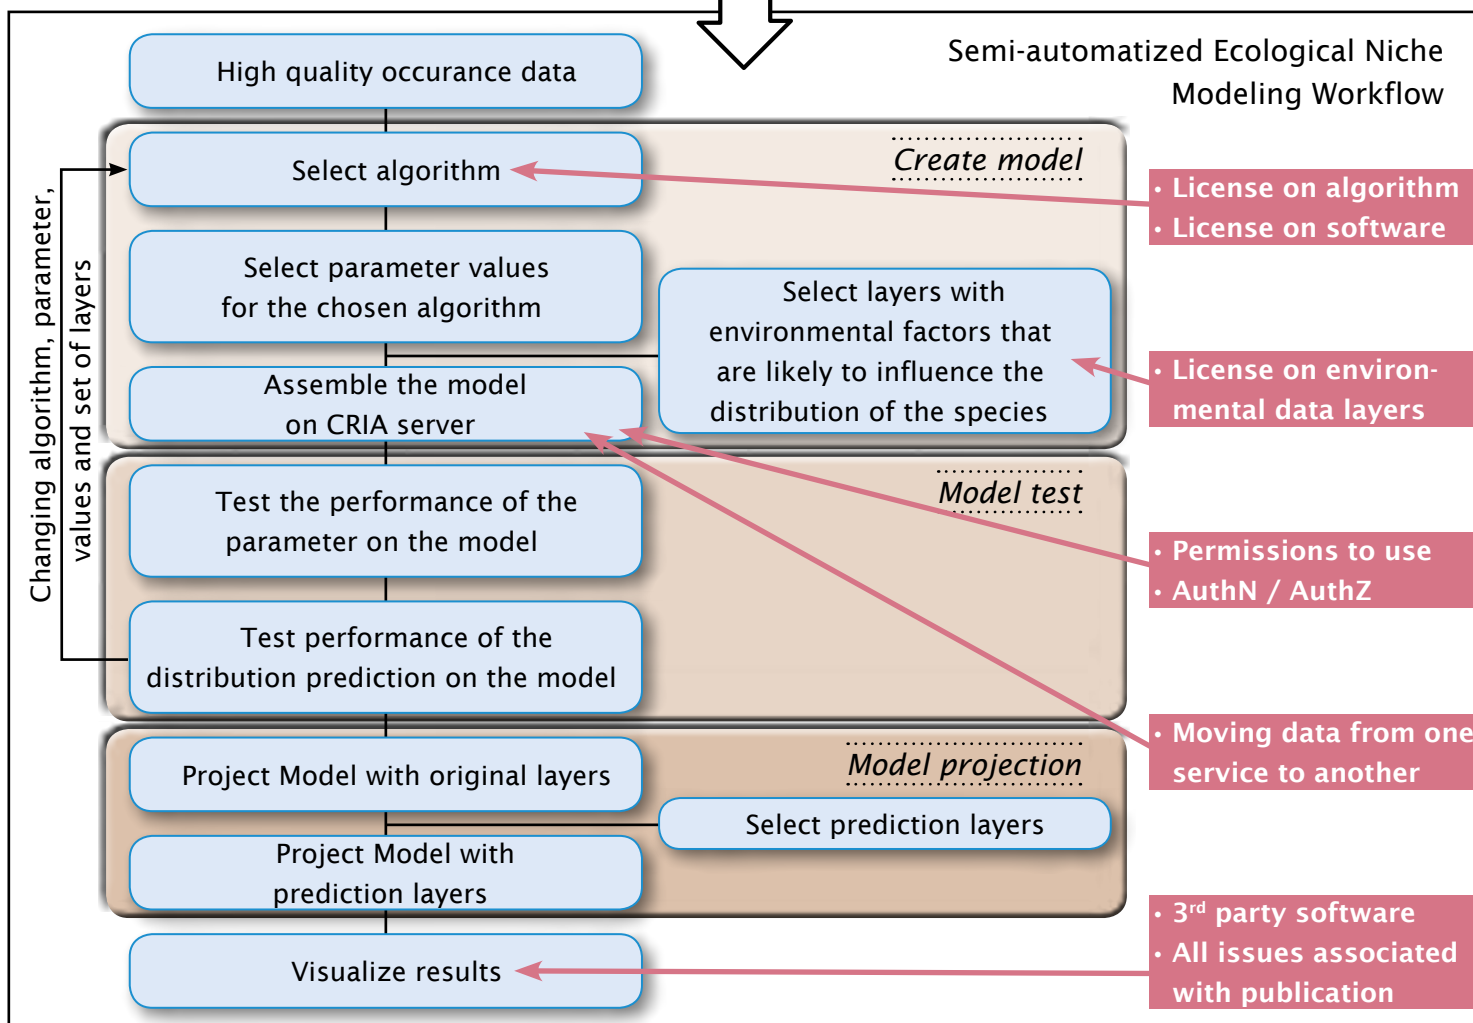 Semi-automatized Ecological Niche
Modeling Workflow
High quality occurance data
Create model
Select algorithm
• License on algorithm
• License on software
Select parameter values
for the chosen algorithm
Select layers with
environmental factors that
are likely to influence the
distribution of the species
• License on environ-
mental data layers
Assemble the model
on CRIA server
Changing algorithm, parameter,
values and set of layers
Model test
Test the performance of the
parameter on the model
• Permissions to use
• AuthN / AuthZ
Test performance of the
distribution prediction on the model
• Moving data from one
service to another
Model projection
Project Model with original layers
Select prediction layers
Project Model with
prediction layers
• 3rd party software
• All issues associated
with publication
Visualize results